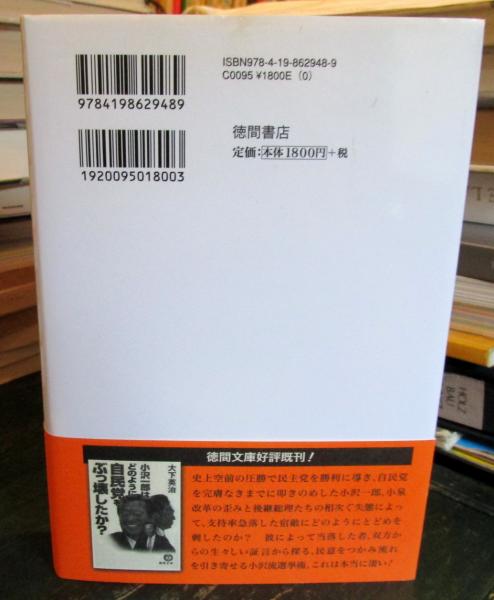 ISBN978-4-19-862948-9
C0095 ¥1800E (0)
9784198629489
徳間書店
定価:本体1800円+税
1920095018003
徳間文庫好評既刊!
大下英治
小沢一郎は
どのように
自民党を
ぶっ壊したか?
史上空前の圧勝で民主党を勝利に導き、自民党
を完膚なきまでに叩きのめした小沢一郎。小泉
改革の歪みと後継総理たちの相次ぐ失態によっ
て、支持率急落した宿敵にどのようにとどめを
刺したのか? 彼によって当落した者、双方か
らの生々しい証言から探る、民意をつかみ流れ
を引き寄せる小沢流選挙術。これは本当に凄い!
HOLZ
BAU